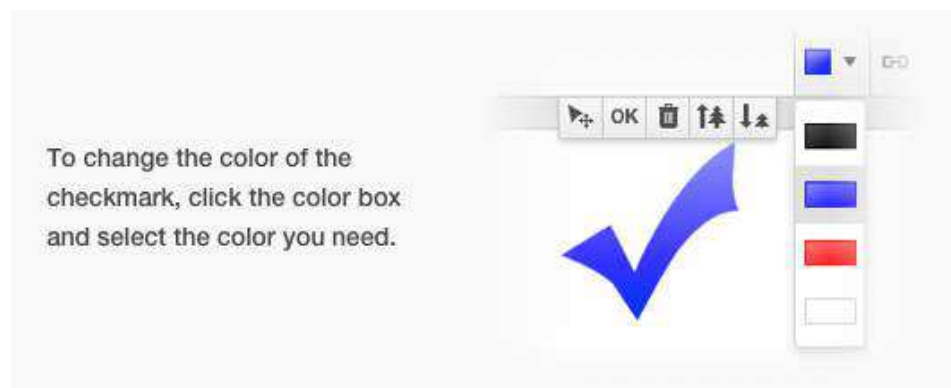 OK
To change the color of the
checkmark, click the color box
and select the color you need.